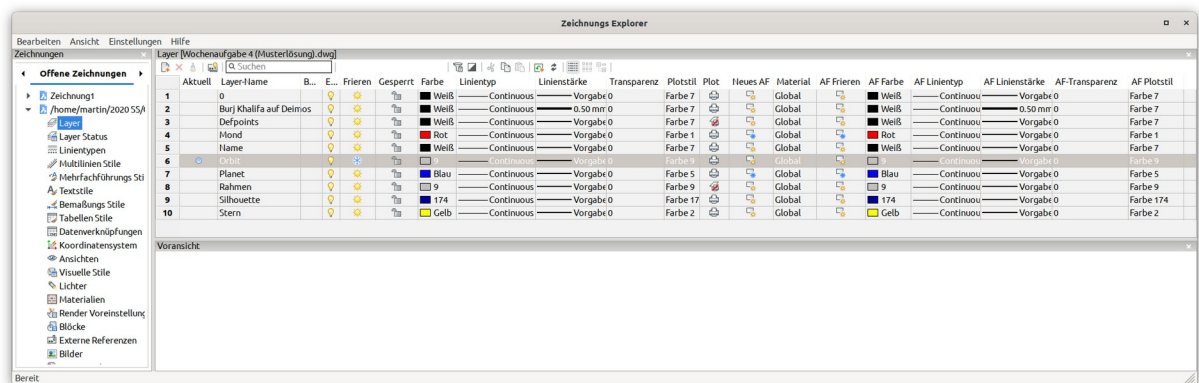 Zeichnungs Explorer
Bearbeiten Ansicht Einstellungen Hilfe
Zeichnungen
Layer [Wochenaufgabe 4 (Musterlösung).dwg]
Offene Zeichnungen
Suchen
Aktuell Layer-Name B... E... Frieren Gesperrt Farbe Linientyp Linienstärke Transparenz Plotstil Plot Neues AF Material AF Frieren AF Farbe AF Linientyp AF Linienstärke AF-Transparenz AF Plotstil
1 0 Weiß Continuous Vorgabe 0 Farbe 7 Global Weiß Continuou Vorgabe 0 Farbe 7
2 Burj Khalifa auf Deimos Weiß Continuous 0.50 mm 0 Farbe 7 Global Weiß Continuou 0.50 mm 0 Farbe 7
3 Defpoints Weiß Continuous Vorgabe 0 Farbe 7 Global Weiß Continuou Vorgabe 0 Farbe 7
4 Mond Rot Continuous Vorgabe 0 Farbe 1 Global Rot Continuou Vorgabe 0 Farbe 1
5 Name Weiß Continuous Vorgabe 0 Farbe 7 Global Weiß Continuou Vorgabe 0 Farbe 7
6 Orbit 9 Continuous Vorgabe 0 Farbe 9 Global 9 Continuou Vorgabe 0 Farbe 9
7 Planet Blau Continuous Vorgabe 0 Farbe 5 Global Blau Continuou Vorgabe 0 Farbe 5
8 Rahmen 9 Continuous Vorgabe 0 Farbe 9 Global 9 Continuou Vorgabe 0 Farbe 9
9 Silhouette 174 Continuous Vorgabe 0 Farbe 17 Global 174 Continuou Vorgabe 0 Farbe 174
10 Stern Gelb Continuous Vorgabe 0 Farbe 2 Global Gelb Continuou Vorgabe 0 Farbe 2
Zeichnung1
/home/martin/2020 SS/
Layer
Layer Status
Linientypen
Multilinien Stile
Mehrfachführungs Sti
Textstile
Bemaßungs Stile
Tabellen Stile
Datenverknüpfungen
Koordinatensystem
Ansichten
Visuelle Stile
Lichter
Materialien
Render Voreinstellung
Blöcke
Externe Referenzen
Bilder
Voransicht
Bereit